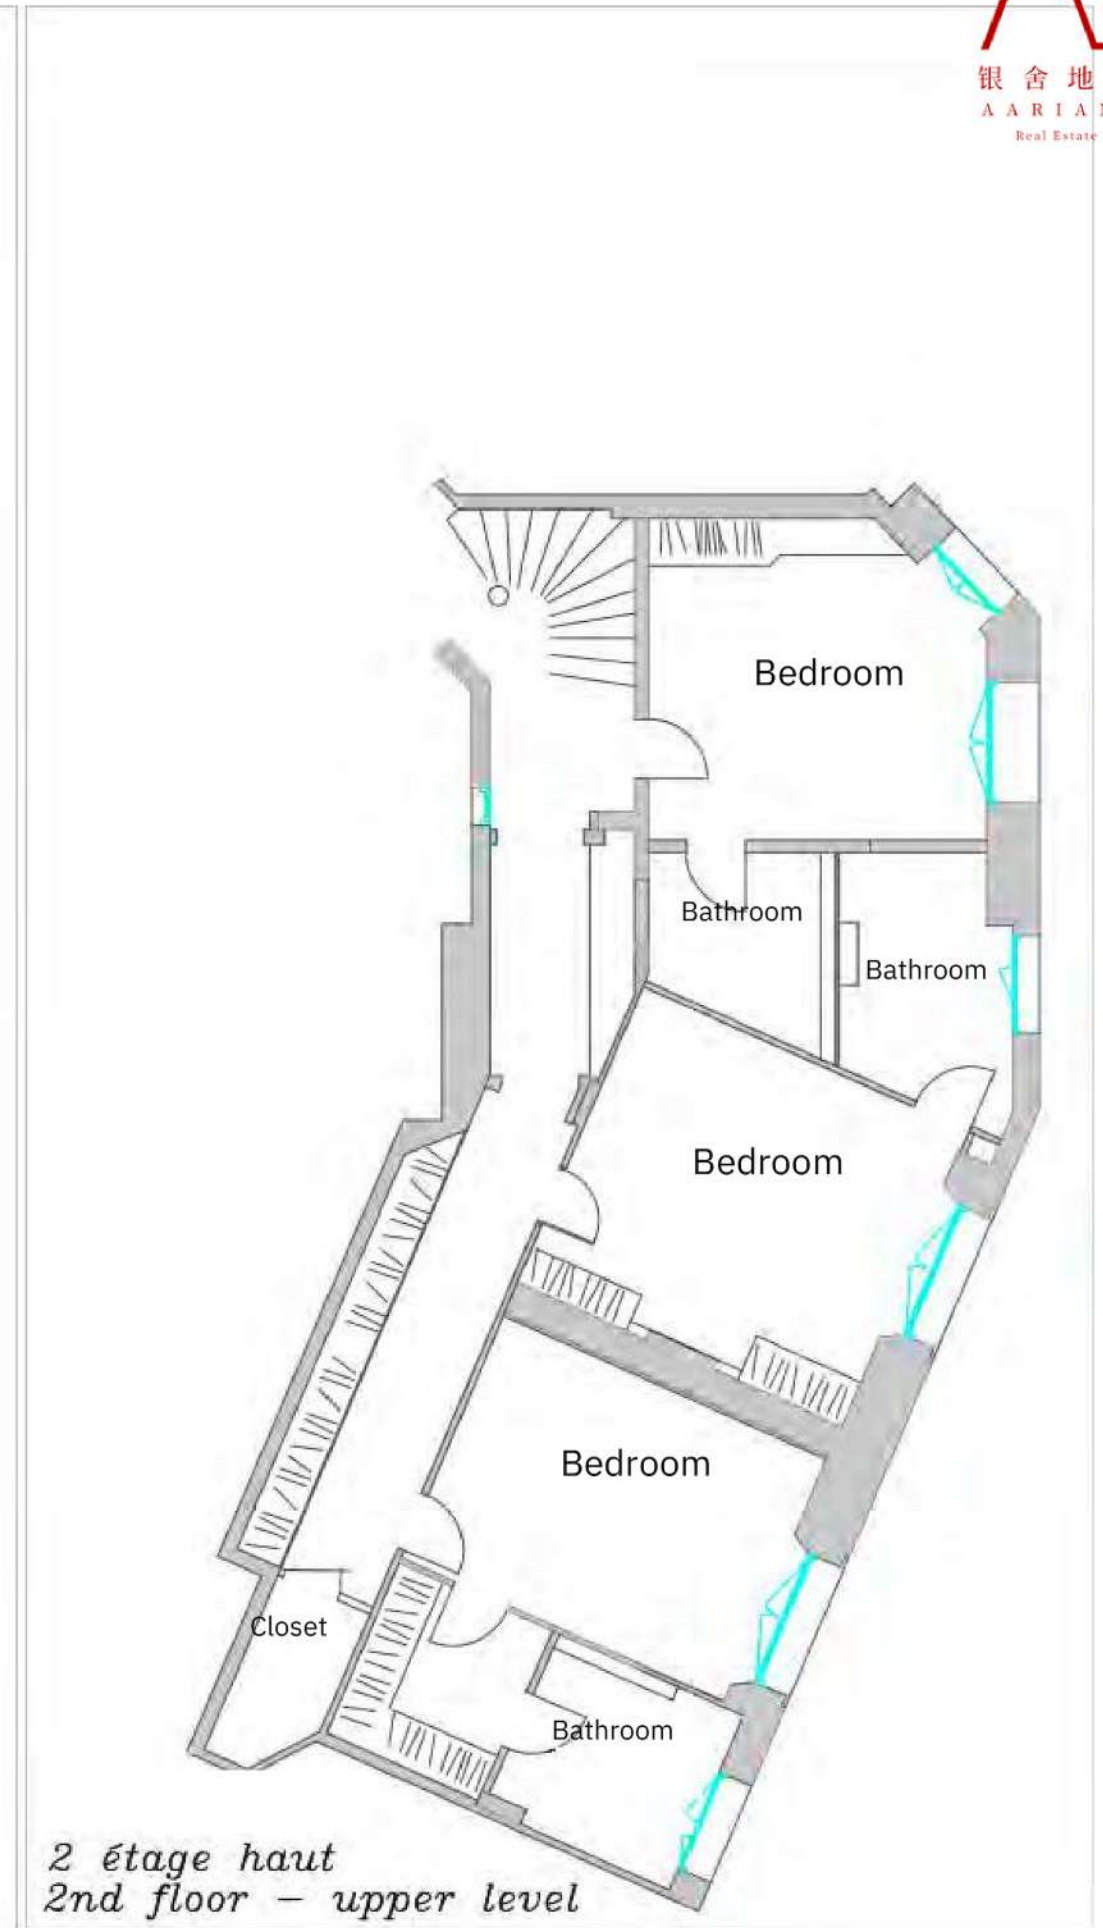 银舍地
AARIAN
Real Estate
Bedroom
Bathroom
Bathroom
Bedroom
Bedroom
Closet
Bathroom
2 étage haut
2nd floor - upper level